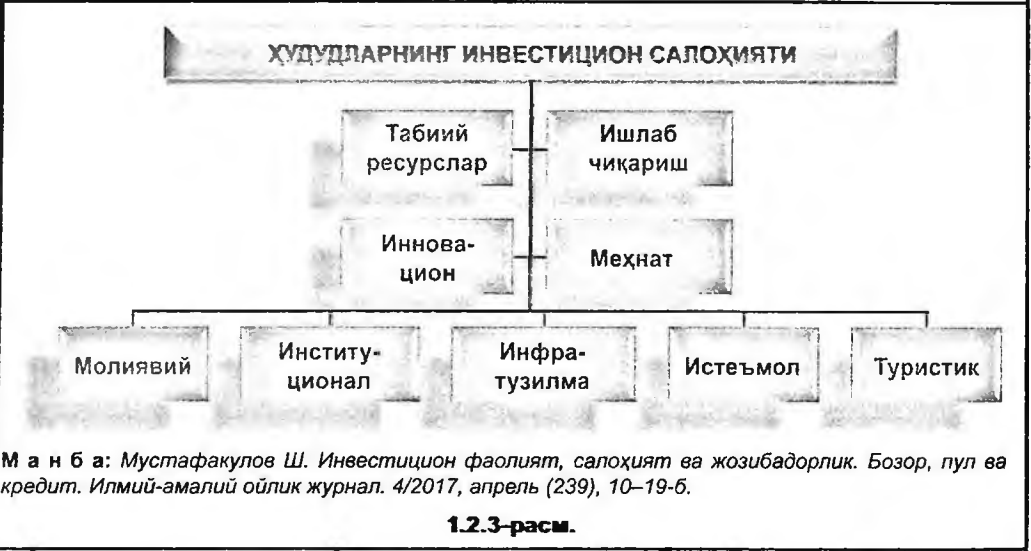 ҲУДУДЛАРНИНГ ИНВЕСТИЦИОН САЛОҲИЯТИ
Табиий
ресурслар
Ишлаб
чиқариш
Иннова-
цион
Меҳнат
Молиявий
Институ-
ционал
Инфра-
тузилма
Истеъмол
Туристик
Манба: Мустафакулов Ш. Инвестицион фаолият, салоҳият ва жозибадорлик. Бозор, пул ва
кредит. Илмий-амалий ойлик журнал. 4/2017, апрель (239), 10–19-б.
1.2.3-расм.